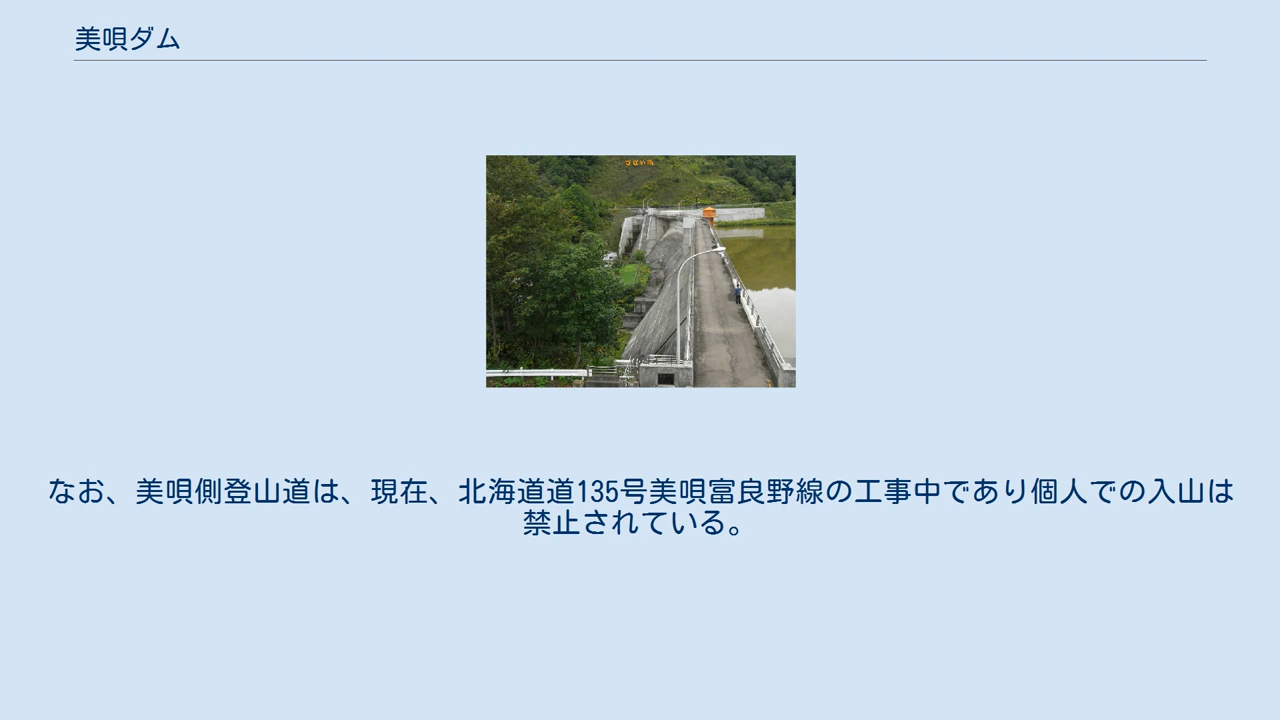 美唄ダム
なお、美唄側登山道は、現在、北海道道135号美唄富良野線の工事中であり個人での入山は
禁止されている。